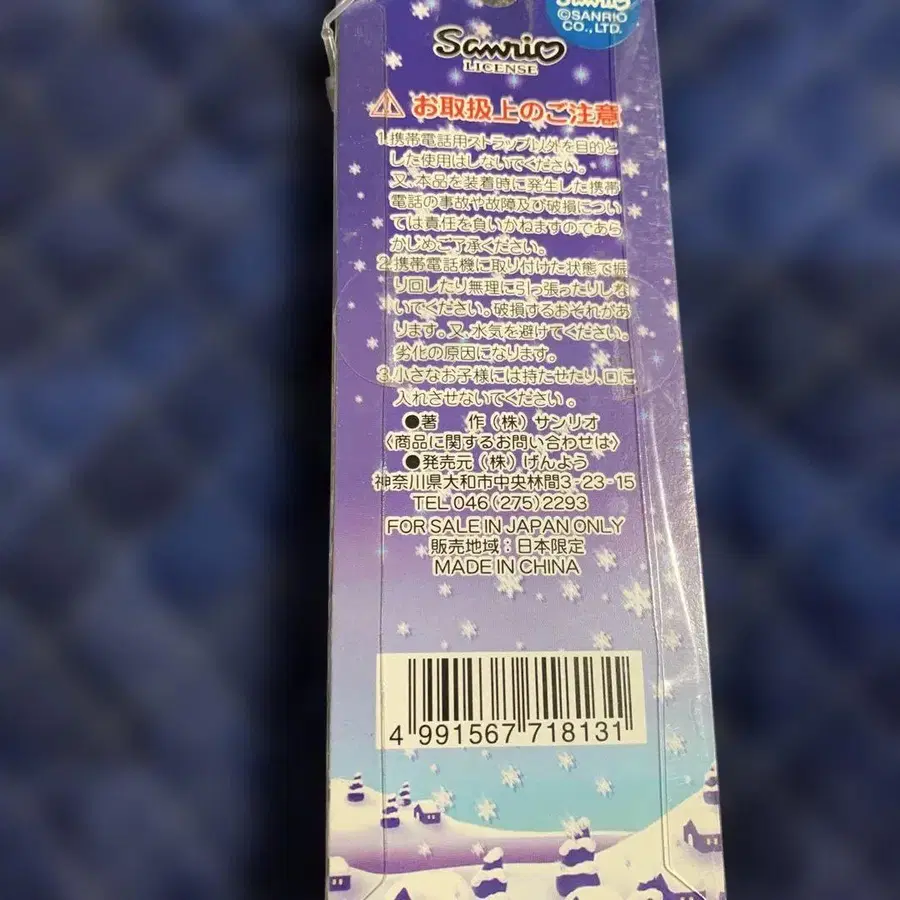 Sanrio
©SANRIO
CO.,LTD.
Sanrio
LICENSE
⚠お取扱上のご注意
1.携帯電話用ストラップ以外を目的と
した使用はしないでください。
又、本品を装着時に発生した携帯
電話の事故や故障及び破損につい
ては責任を負いかねますのであら
かじめご了承ください。
2.携帯電話機に取り付けた状態で振
り回したり無理に引っ張ったりしな
いでください。破損するおそれがあ
ります。又、水気を避けてください。
劣化の原因になります。
3.小さなお子様には持たせたり、口に
入れさせないでください。
●著 作(株)サンリオ
〈商品に関するお問い合わせは〉
●発売元(株)げんよう
神奈川県大和市中央林間3-23-15
TEL 046(275)2293
FOR SALE IN JAPAN ONLY
販売地域:日本限定
MADE IN CHINA
4 991567 718131